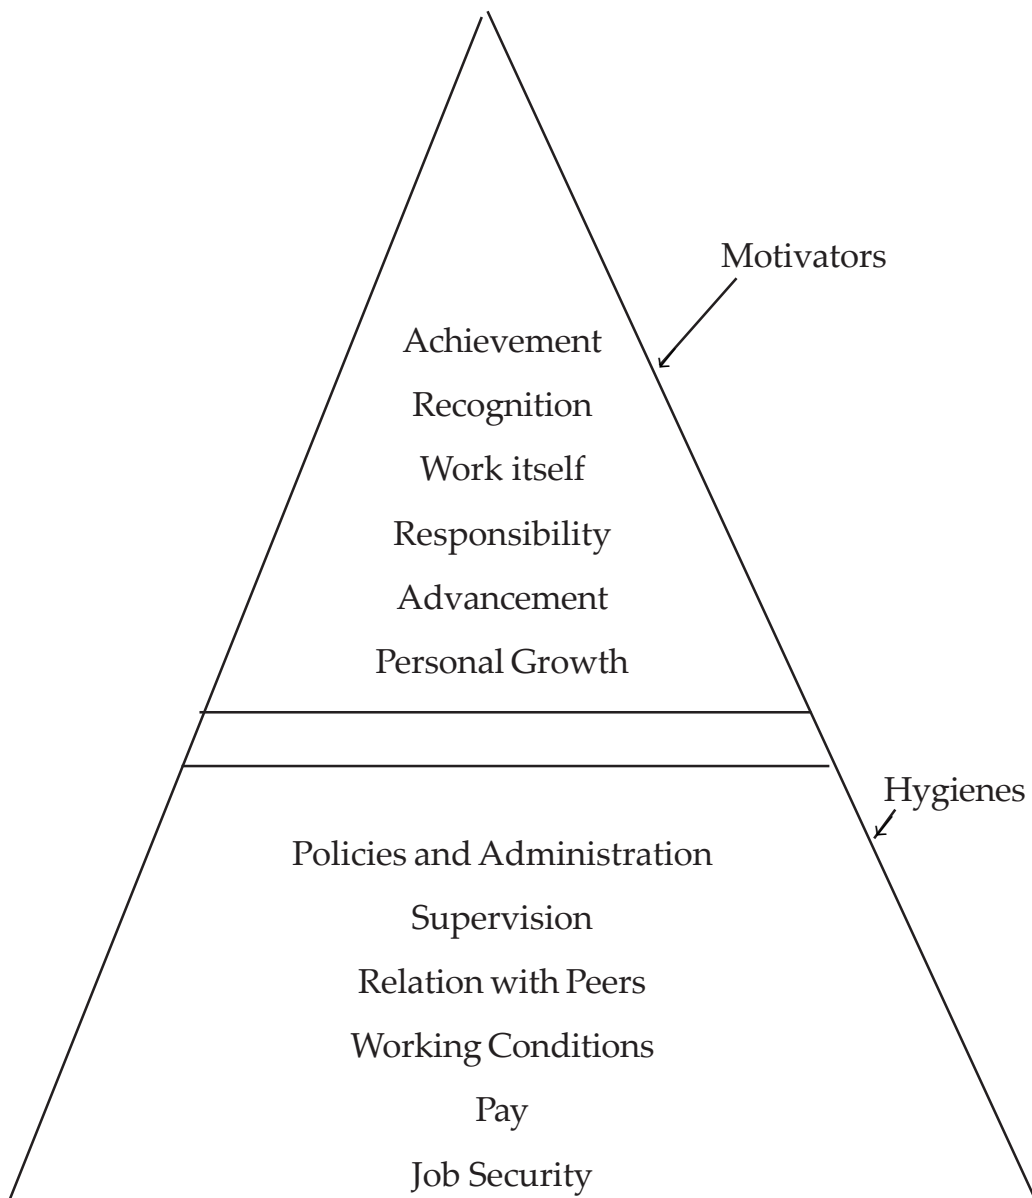 Motivators
Achievement
Recognition
Work itself
Responsibility
Advancement
Personal Growth
Hygienes
Policies and Administration
Supervision
Relation with Peers
Working Conditions
Pay
Job Security